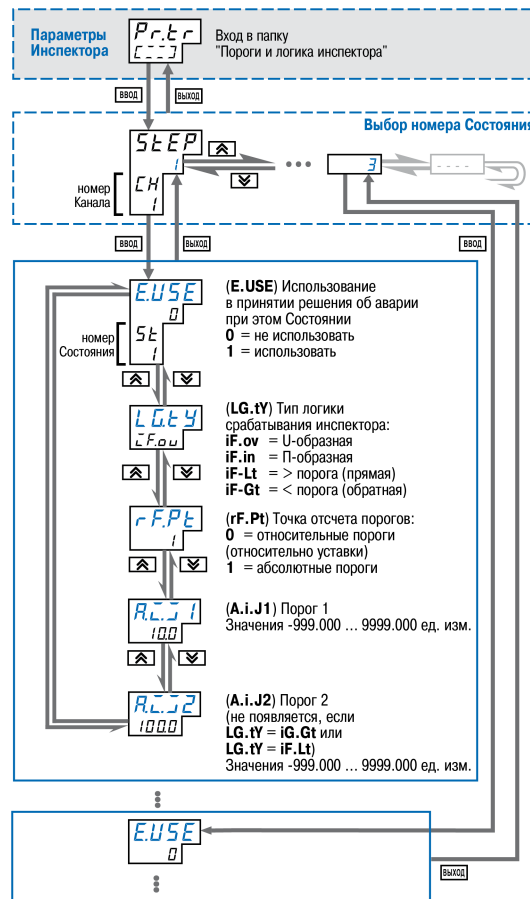 Параметры
Инспектора
Pr.tr
[---]
Вход в папку
"Пороги и логика инспектора"
ВВОД
ВЫХОД
Выбор номера Состояния
StEP
1
3
----
номер
Канала
CH
1
ВВОД
ВЫХОД
ВВОД
E.USE
0
номер
Состояния
St
1
(E.USE) Использование
в принятии решения об аварии
при этом Состоянии
0 = не использовать
1 = использовать
LG.tY
iF.ou
(LG.tY) Тип логики
срабатывания инспектора:
iF.ov = U-образная
iF.in = П-образная
iF-Lt = > порога (прямая)
iF-Gt = < порога (обратная)
rF.Pt
1
(rF.Pt) Точка отсчета порогов:
0 = относительные пороги
(относительно уставки)
1 = абсолютные пороги
A.i.J1
10.0
(A.i.J1) Порог 1
Значения -999.000 ... 9999.000 ед. изм.
A.i.J2
100.0
(A.i.J2) Порог 2
(не появляется, если
LG.tY = iG.Gt или
LG.tY = iF.Lt)
Значения -999.000 ... 9999.000 ед. изм.
E.USE
0
ВЫХОД